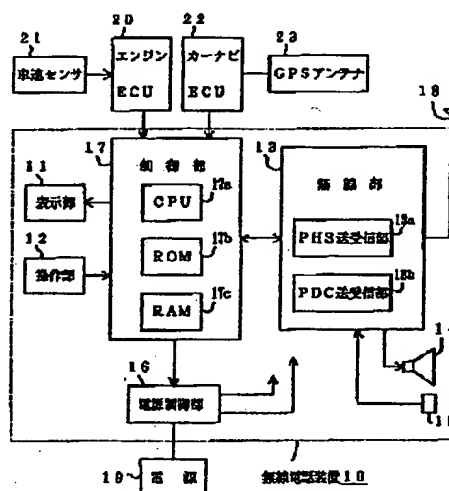 20
22
21
エンジン
ECU
カーナビ
ECU
23
車速センサ
GPSアンテナ
18
17
制御部
13
無線部
11
表示部
CPU
17a
PHS送受信部
13a
12
操作部
ROM
17b
PDC送受信部
13b
RAM
17c
16
電源制御部
19
電源
無線電話装置10